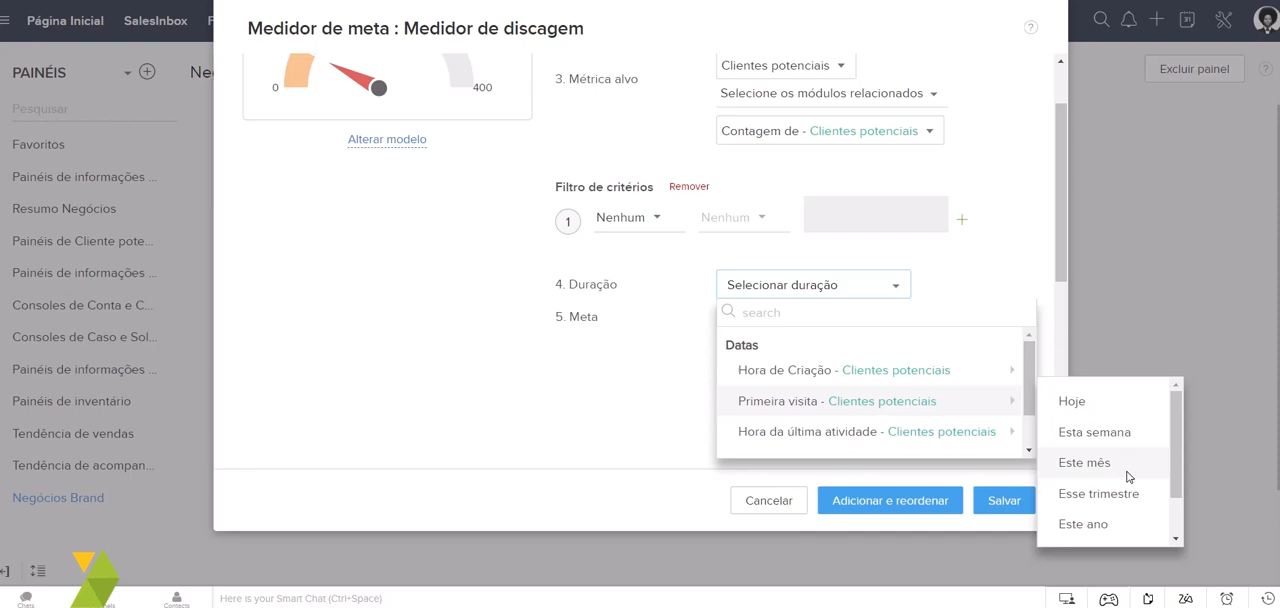 Página Inicial SalesInbox
Medidor de meta : Medidor de discagem
?
31
PAINÉIS
Excluir painel
?
Pesquisar
Favoritos
Painéis de informações ...
Resumo Negócios
Painéis de Cliente pote...
Painéis de informações ...
Consoles de Conta e C...
Consoles de Caso e Sol...
Painéis de informações ...
Painéis de inventário
Tendência de vendas
Tendência de acompan...
Negócios Brand
0 400
Alterar modelo
3. Métrica alvo
Clientes potenciais
Selecione os módulos relacionados
Contagem de - Clientes potenciais
Filtro de critérios Remover
1 Nenhum Nenhum
4. Duração Selecionar duração
5. Meta
search
Datas
Hora de Criação - Clientes potenciais
Primeira visita - Clientes potenciais
Hora da última atividade - Clientes potenciais
Hoje
Esta semana
Este mês
Esse trimestre
Este ano
Cancelar Adicionar e reordenar Salvar
Chats Contacts Here is your Smart Chat (Ctrl+Space)